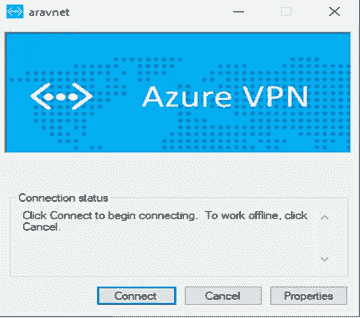 aravnet
Azure VPN
Connection status
Click Connect to begin connecting.  To work offline, click
Cancel.
Connect
Cancel
Properties